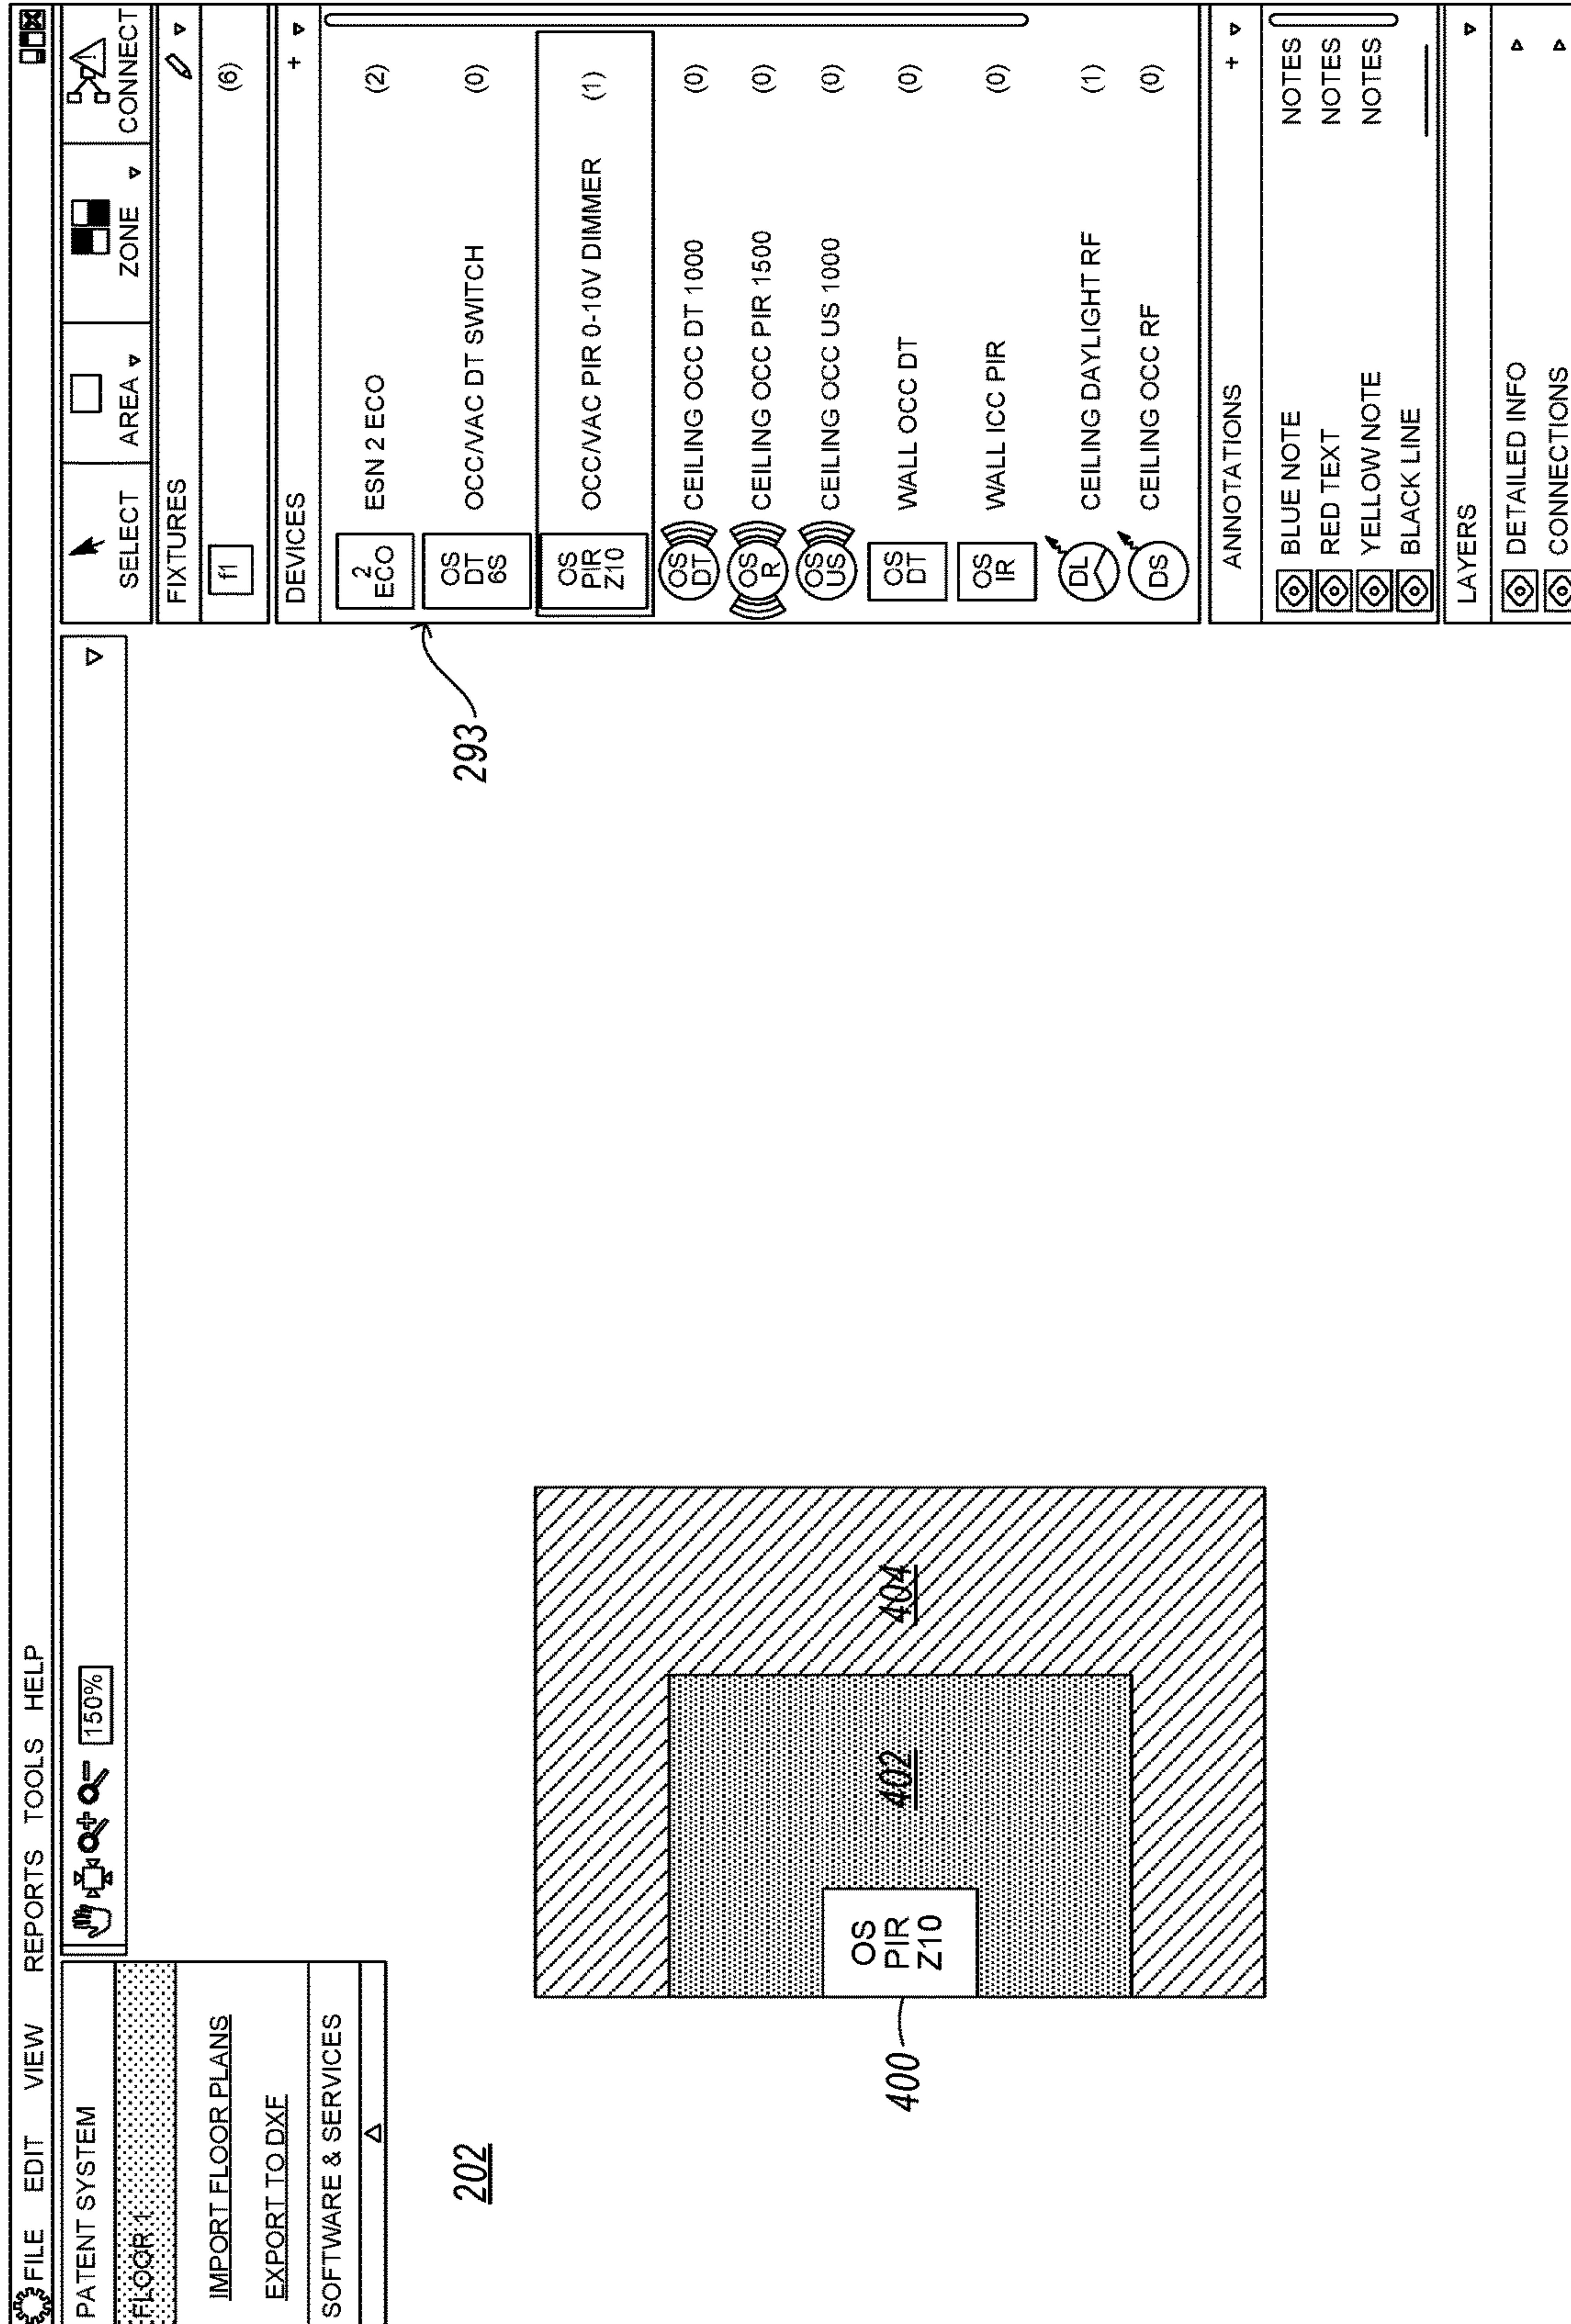 FILE EDIT VIEW REPORTS TOOLS HELP
PATENT SYSTEM
FLOOR 1
IMPORT FLOOR PLANS
EXPORT TO DXF
SOFTWARE & SERVICES
150%
202
400
OS
PIR
Z10
402
404
293
SELECT AREA ZONE CONNECT
FIXTURES
f1 (6)
DEVICES +
2
ECO ESN 2 ECO (2)
OS
DT
6S OCC/VAC DT SWITCH (0)
OS
PIR
Z10 OCC/VAC PIR 0-10V DIMMER (1)
OS
DT CEILING OCC DT 1000 (0)
OS
R CEILING OCC PIR 1500 (0)
OS
US CEILING OCC US 1000 (0)
OS
DT WALL OCC DT (0)
OS
IR WALL ICC PIR (0)
DL CEILING DAYLIGHT RF (1)
DS CEILING OCC RF (0)
ANNOTATIONS +
BLUE NOTE NOTES
RED TEXT NOTES
YELLOW NOTE NOTES
BLACK LINE
LAYERS
DETAILED INFO
CONNECTIONS